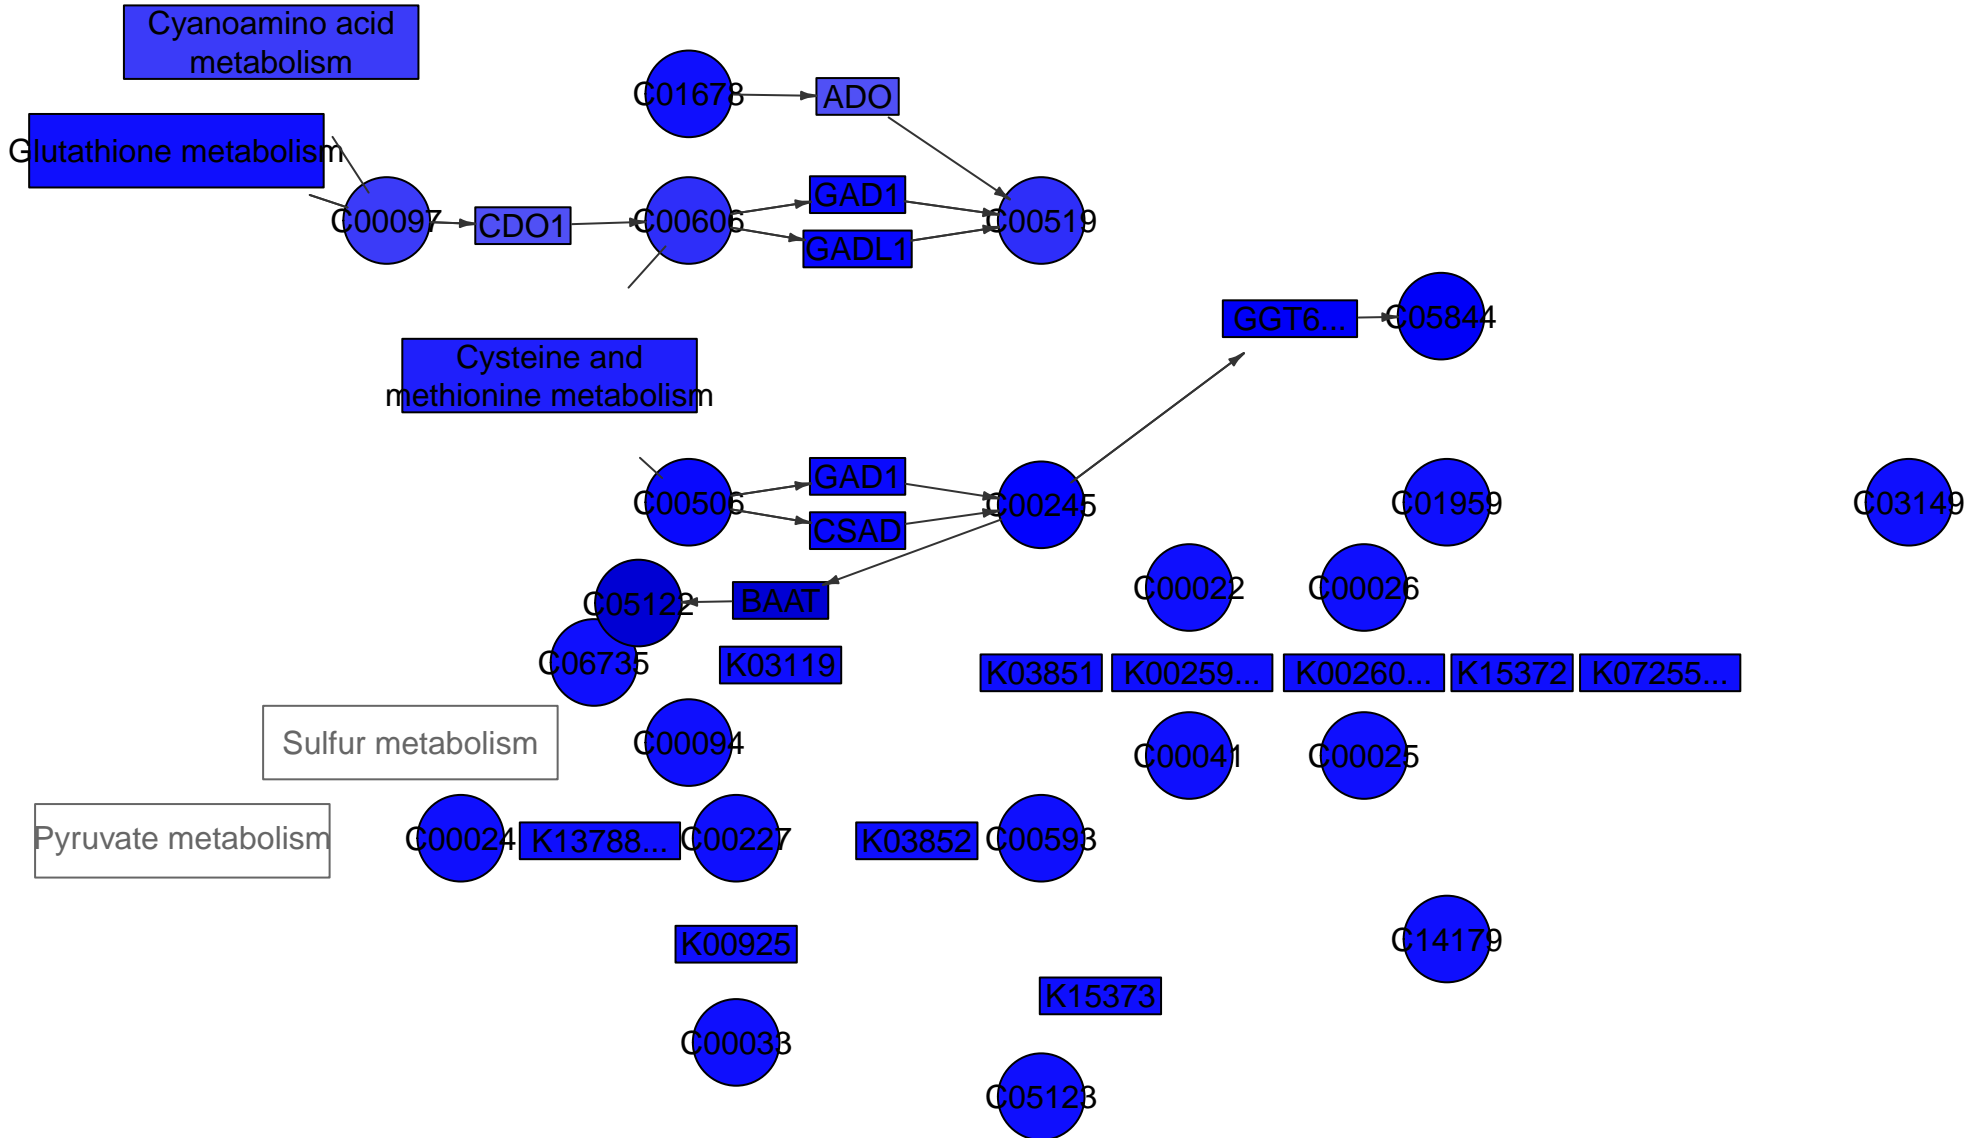 Cyanoamino acid
metabolism
C01678
ADO
Glutathione metabolism
GAD1
C00097
CDO1
C00606
C00519
GADL1
GGT6...
C05844
Cysteine and
methionine metabolism
GAD1
C00506
C00245
C01959
C03149
CSAD
C00022
C00026
C05122
BAAT
C06735
K03119
K03851
K00259...
K00260...
K15372
K07255...
Sulfur metabolism
C00094
C00041
C00025
Pyruvate metabolism
C00024
K13788...
C00227
K03852
C00593
K00925
C14179
K15373
C00033
C05123